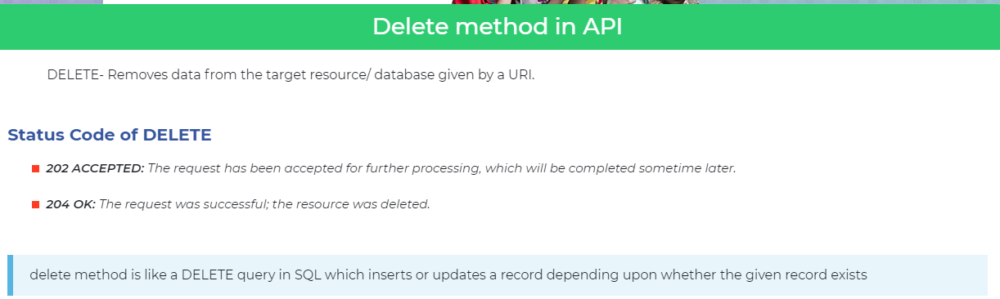 Delete method in API
DELETE- Removes data from the target resource/ database given by a URI.
Status Code of DELETE
202 ACCEPTED: The request has been accepted for further processing, which will be completed sometime later.
204 OK: The request was successful; the resource was deleted.
delete method is like a DELETE query in SQL which inserts or updates a record depending upon whether the given record exists